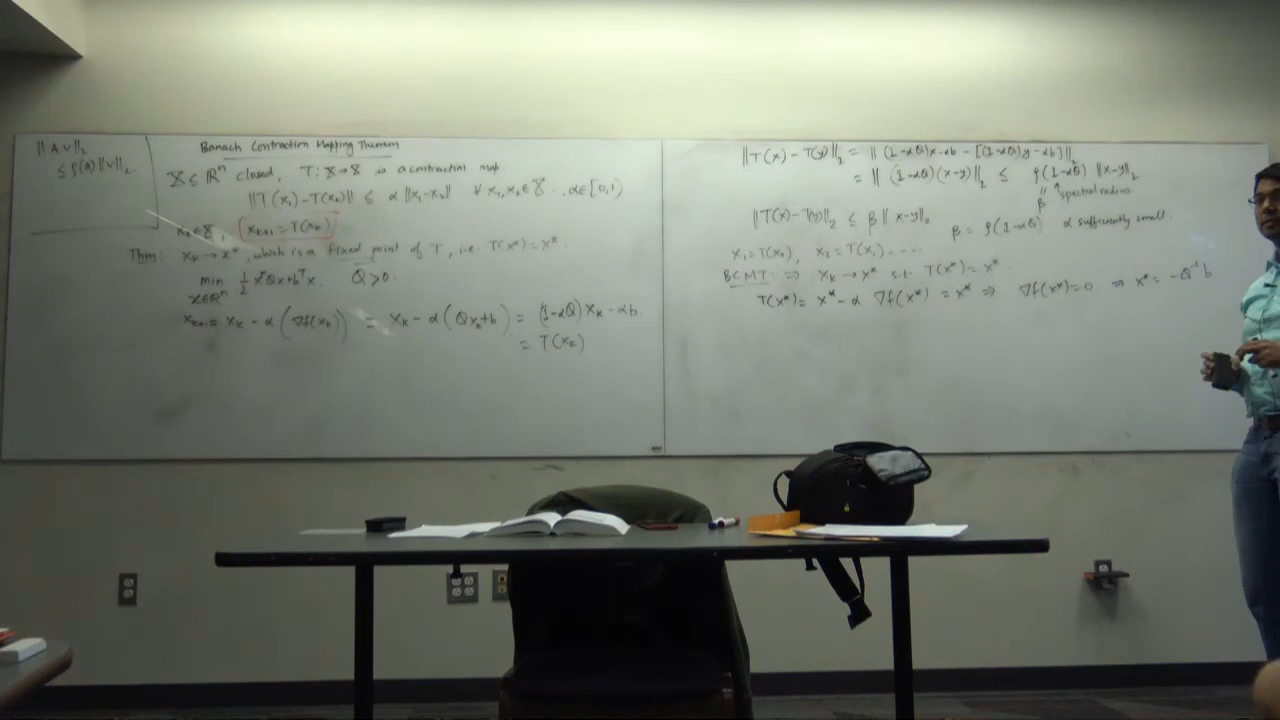 ||Av||₂
≤ ρ(A)||v||₂.
Banach Contraction Mapping Theorem
X ⊆ ℝⁿ closed, T: X→X is a contraction map.
||T(x₁)-T(x₂)|| ≤ α||x₁-x₂|| ∀ x₁,x₂∈X, α∈[0,1)
x₀∈X, x_{k+1} = T(x_k)
Thm: x_k → x*, which is a fixed point of T, i.e. T(x*)=x*.
min ½ xᵀQx+bᵀx. Q>0.
x∈ℝⁿ
x_{k+1} = x_k - α(∇f(x_k)) = x_k - α(Qx_k+b) = (I-αQ)x_k - αb.
= T(x_k)
||T(x)-T(y)||₂ = ||(I-αQ)x-αb - [(I-αQ)y-αb]||₂
= ||(I-αQ)(x-y)||₂ ≤ ρ(I-αQ) ||x-y||₂
|| ↑ spectral radius.
β
||T(x)-T(y)||₂ ≤ β||x-y||₂
β = ρ(I-αQ) α sufficiently small.
x₁=T(x₀), x₂=T(x₁)....
BCMT: ⇒ x_k→x* s.t. T(x*)=x*
T(x*) = x*-α ∇f(x*) = x* ⇒ ∇f(x*)=0 ⇒ x*=-Q⁻¹b